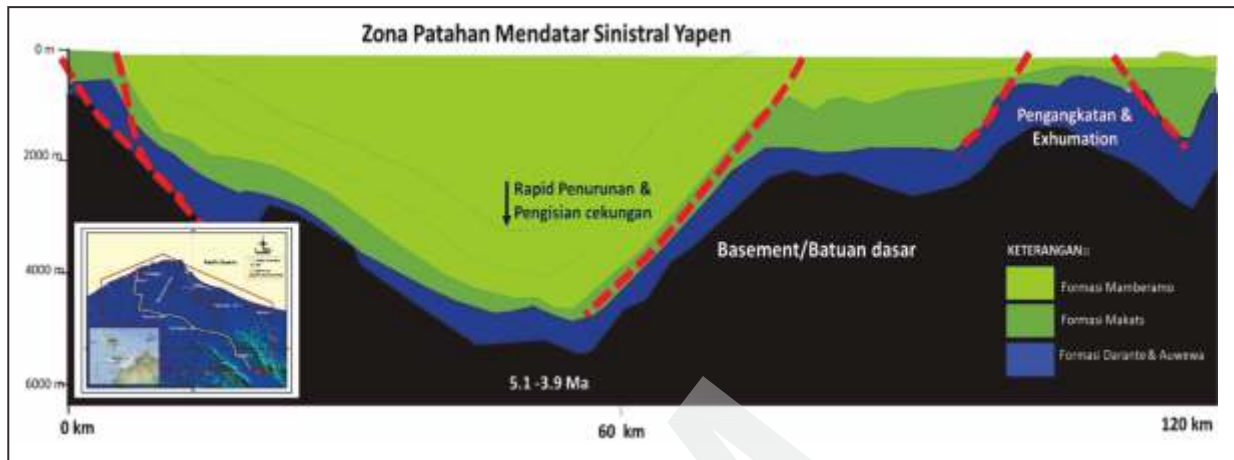 Zona Patahan Mendatar Sinistral Yapen
0 m
2000 m
4000 m
6000 m
Rapid Penurunan &
Pengisian cekungan
Pengangkatan &
Exhumation
Basement/Batuan dasar
KETERANGAN::
Formasi Mamberamo
Formasi Makats
Formasi Darante & Auwewa
5.1 -3.9 Ma
0 km
60 km
120 km